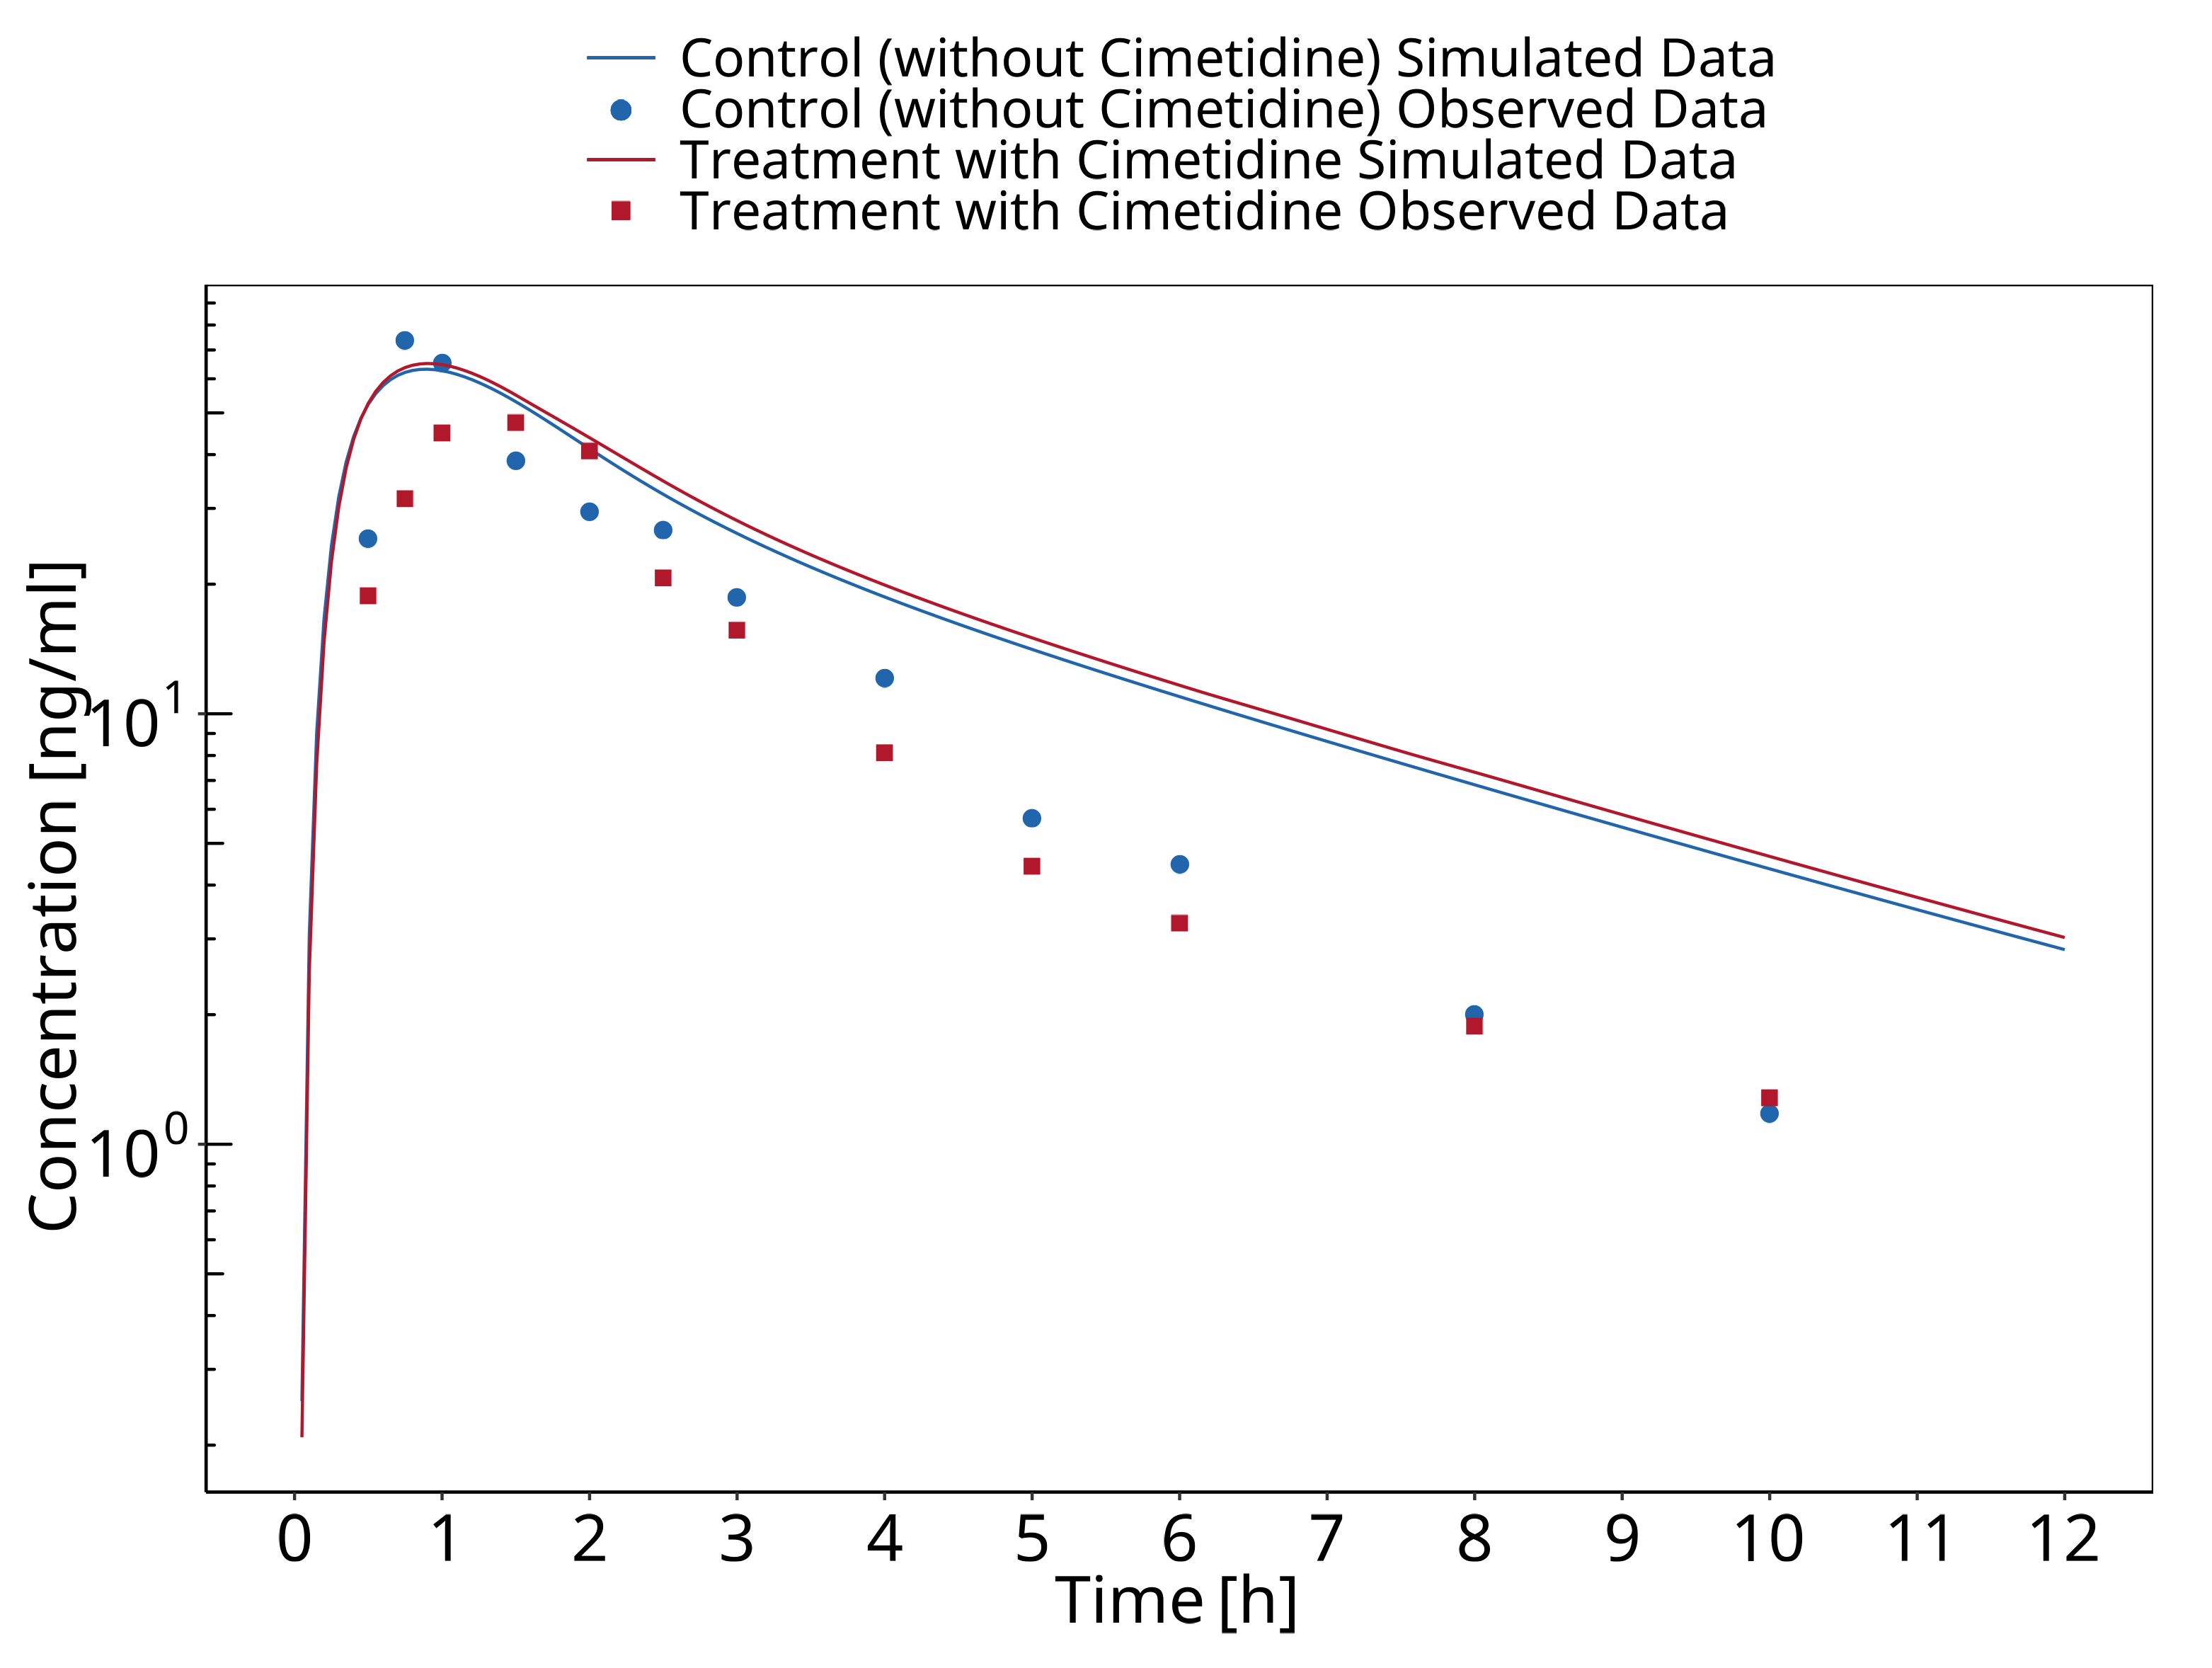 Control (without Cimetidine) Simulated Data
Control (without Cimetidine) Observed Data
Treatment with Cimetidine Simulated Data
Treatment with Cimetidine Observed Data
Concentration [ng/ml]
10¹
10⁰
0 1 2 3 4 5 6 7 8 9 10 11 12
Time [h]